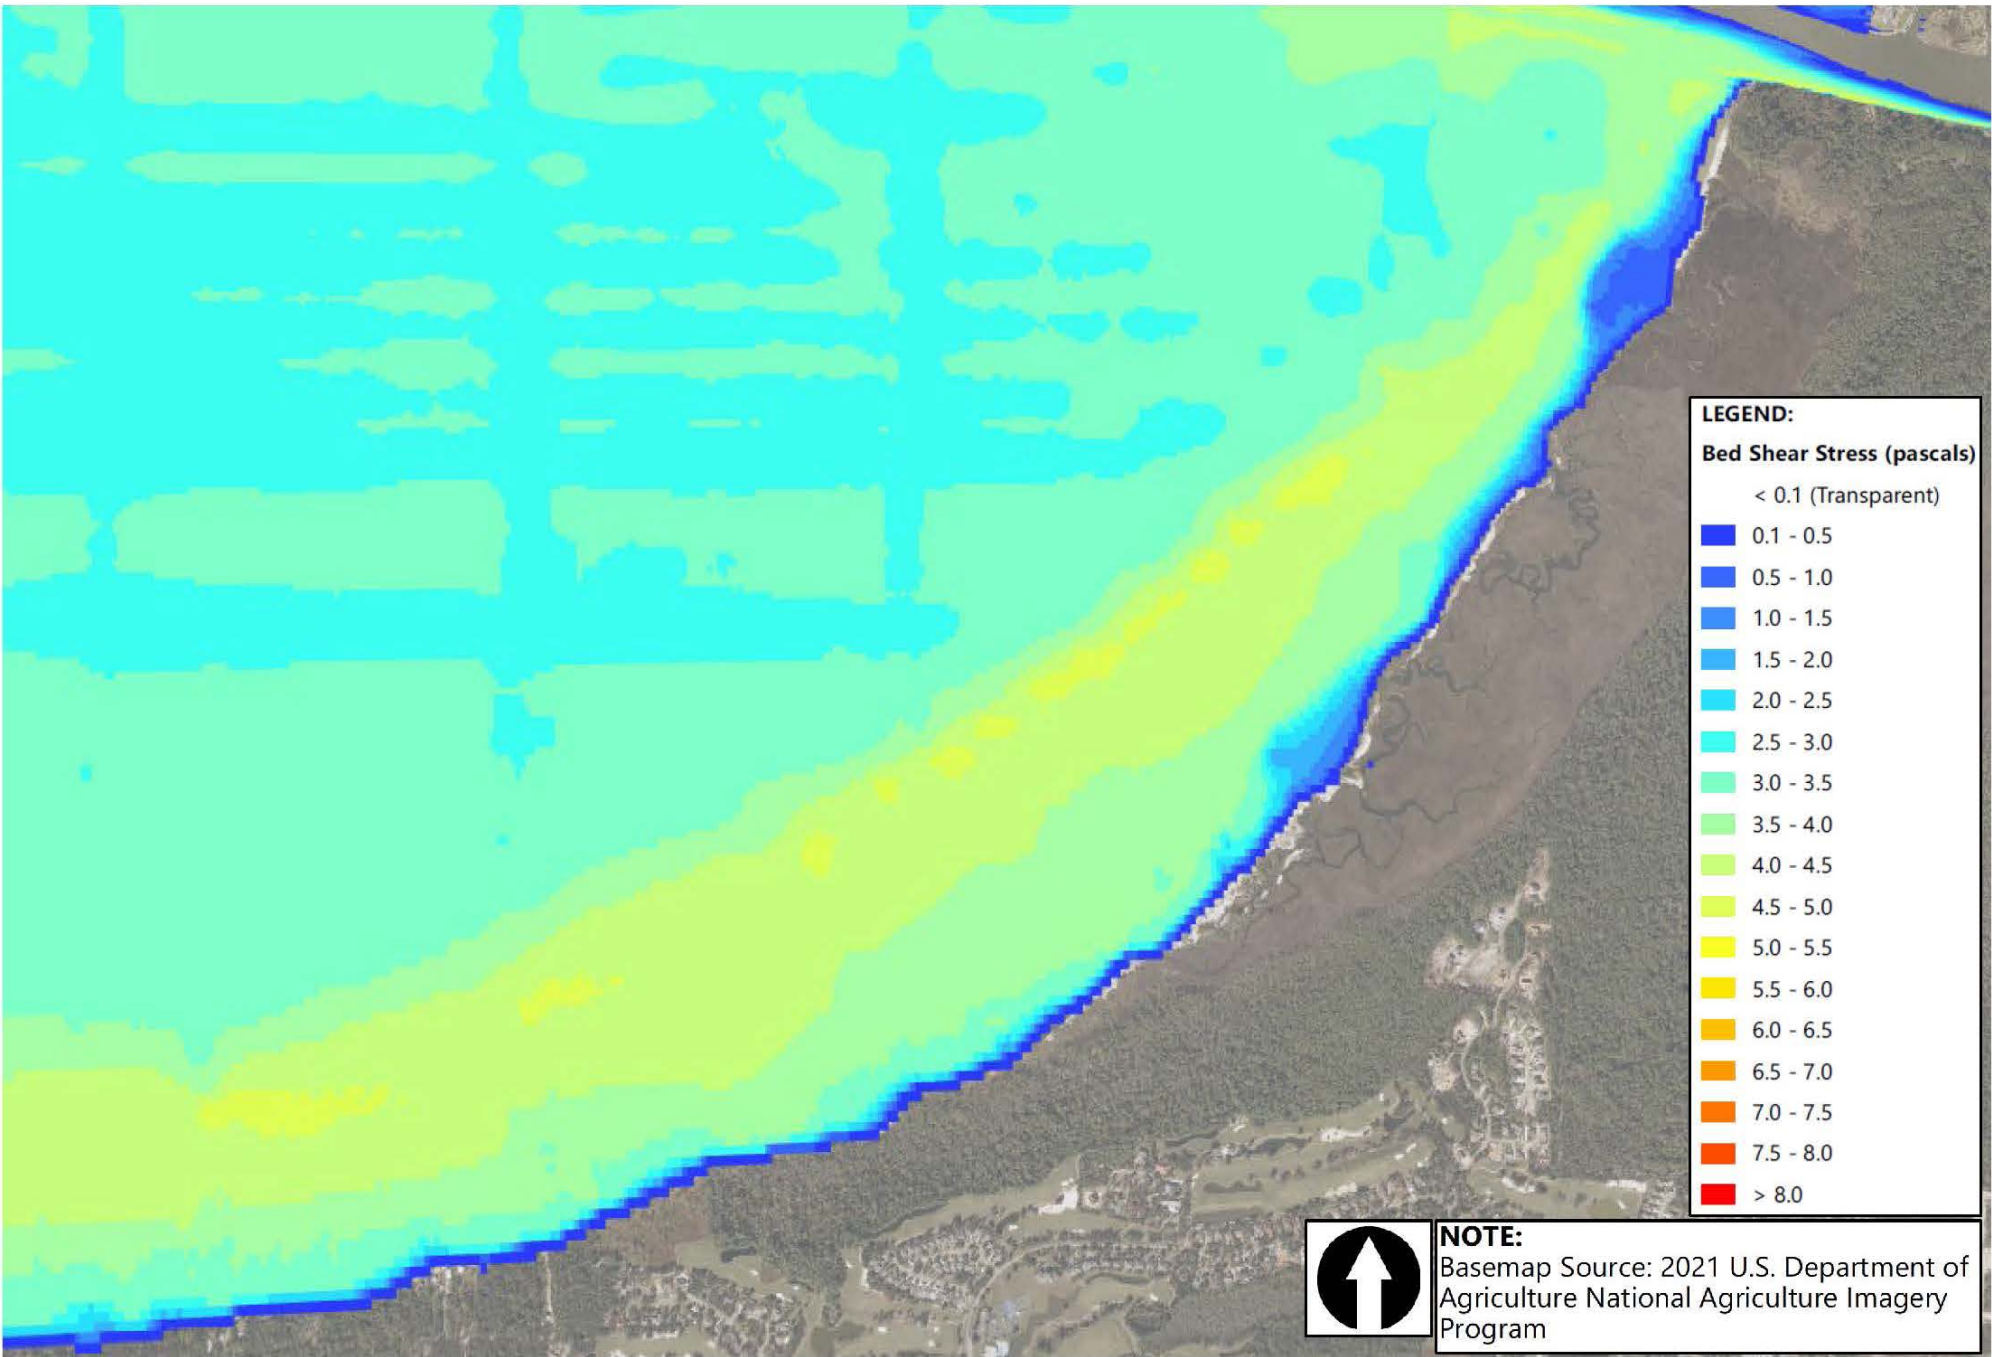 LEGEND:
Bed Shear Stress (pascals)
< 0.1 (Transparent)
0.1 - 0.5
0.5 - 1.0
1.0 - 1.5
1.5 - 2.0
2.0 - 2.5
2.5 - 3.0
3.0 - 3.5
3.5 - 4.0
4.0 - 4.5
4.5 - 5.0
5.0 - 5.5
5.5 - 6.0
6.0 - 6.5
6.5 - 7.0
7.0 - 7.5
7.5 - 8.0
> 8.0
NOTE:
Basemap Source: 2021 U.S. Department of
Agriculture National Agriculture Imagery
Program